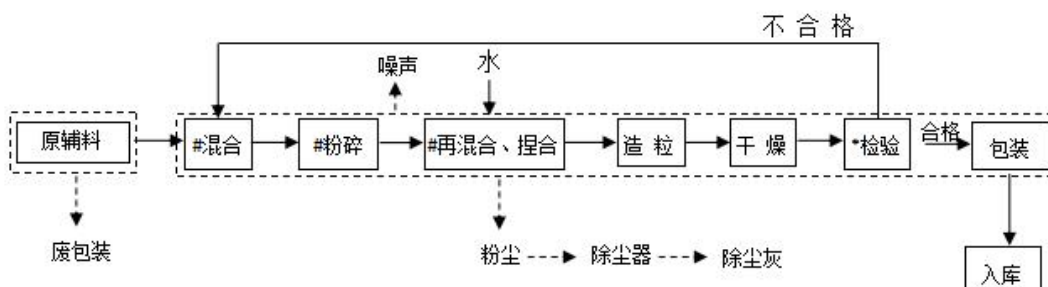 不 合 格
噪声
水
原辅料
#混合
#粉碎
#再混合、捏合
造 粒
干 燥
*检验
合格
包装
废包装
粉尘
除尘器
除尘灰
入库